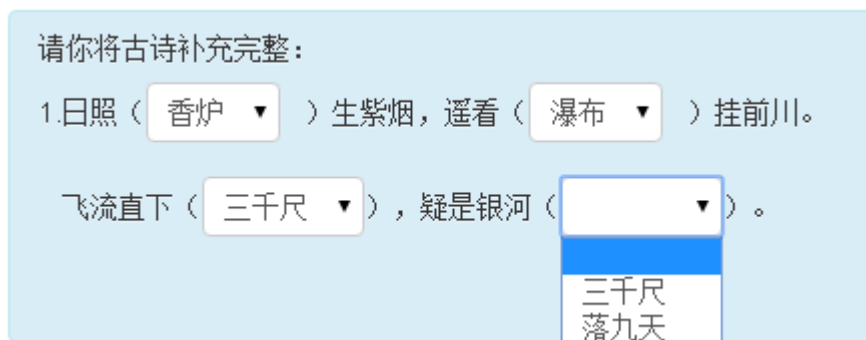 请你将古诗补充完整：
1.日照（ 香炉 ▼ ）生紫烟，遥看（ 瀑布 ▼ ）挂前川。
飞流直下（ 三千尺 ▼ ），疑是银河（ ▼ ）。
三千尺
落九天